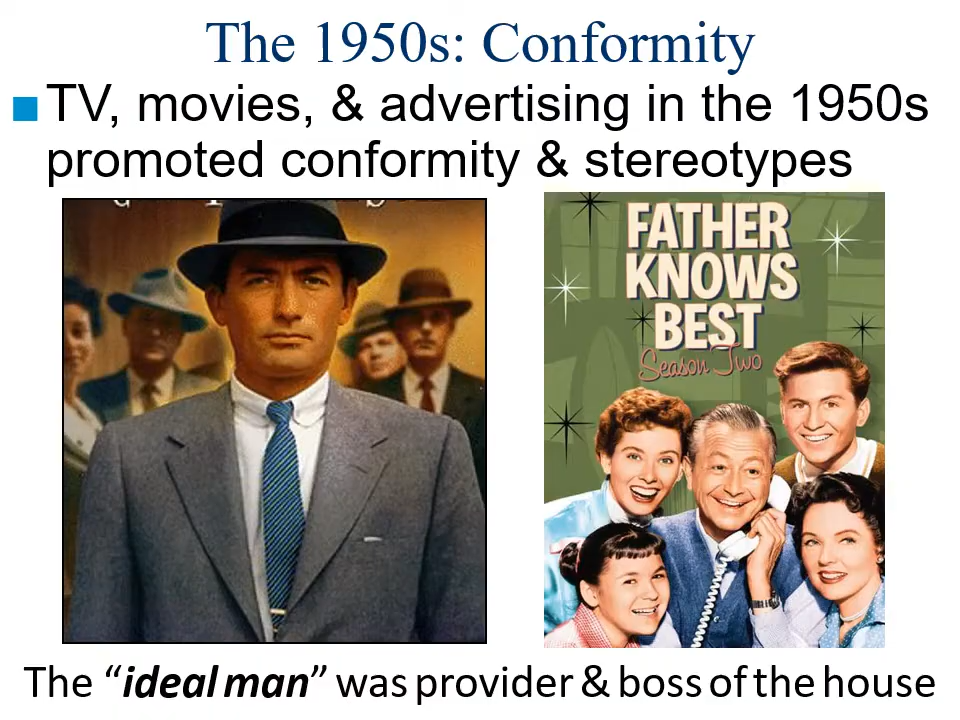 The 1950s: Conformity
■TV, movies, & advertising in the 1950s
promoted conformity & stereotypes
FATHER
KNOWS
BEST
Season Two
The “ideal man” was provider & boss of the house